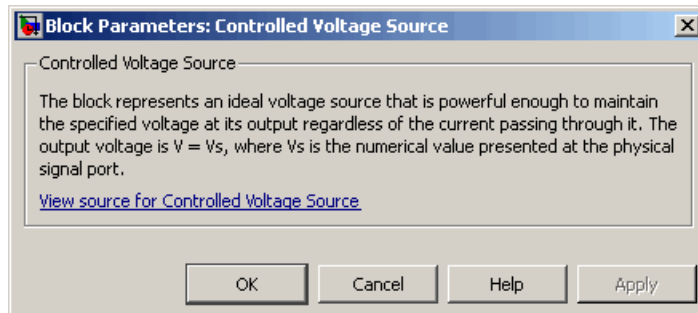 Block Parameters: Controlled Voltage Source
Controlled Voltage Source
The block represents an ideal voltage source that is powerful enough to maintain
the specified voltage at its output regardless of the current passing through it. The
output voltage is V = Vs, where Vs is the numerical value presented at the physical
signal port.
View source for Controlled Voltage Source
OK Cancel Help Apply